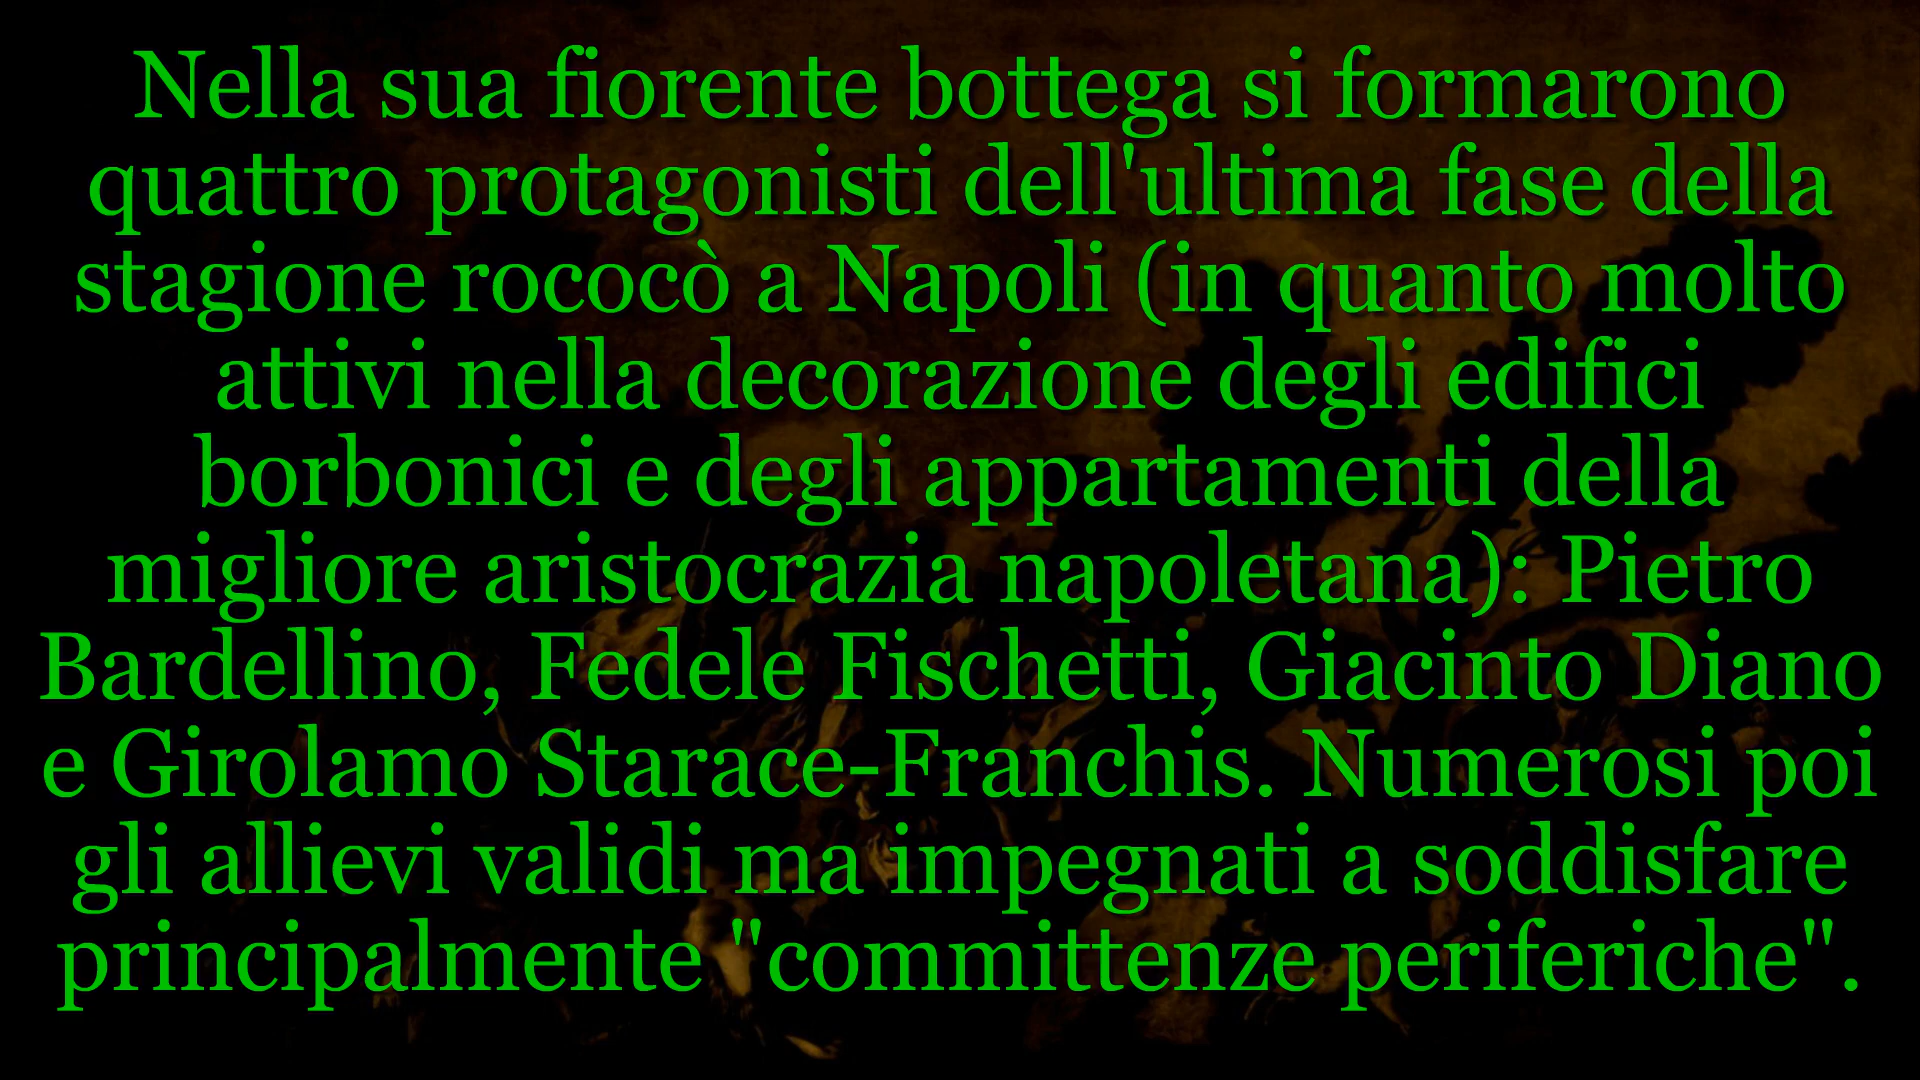 Nella sua fiorente bottega si formarono
quattro protagonisti dell'ultima fase della
stagione rococò a Napoli (in quanto molto
attivi nella decorazione degli edifici
borbonici e degli appartamenti della
migliore aristocrazia napoletana): Pietro
Bardellino, Fedele Fischetti, Giacinto Diano
e Girolamo Starace-Franchis. Numerosi poi
gli allievi validi ma impegnati a soddisfare
principalmente "committenze periferiche".